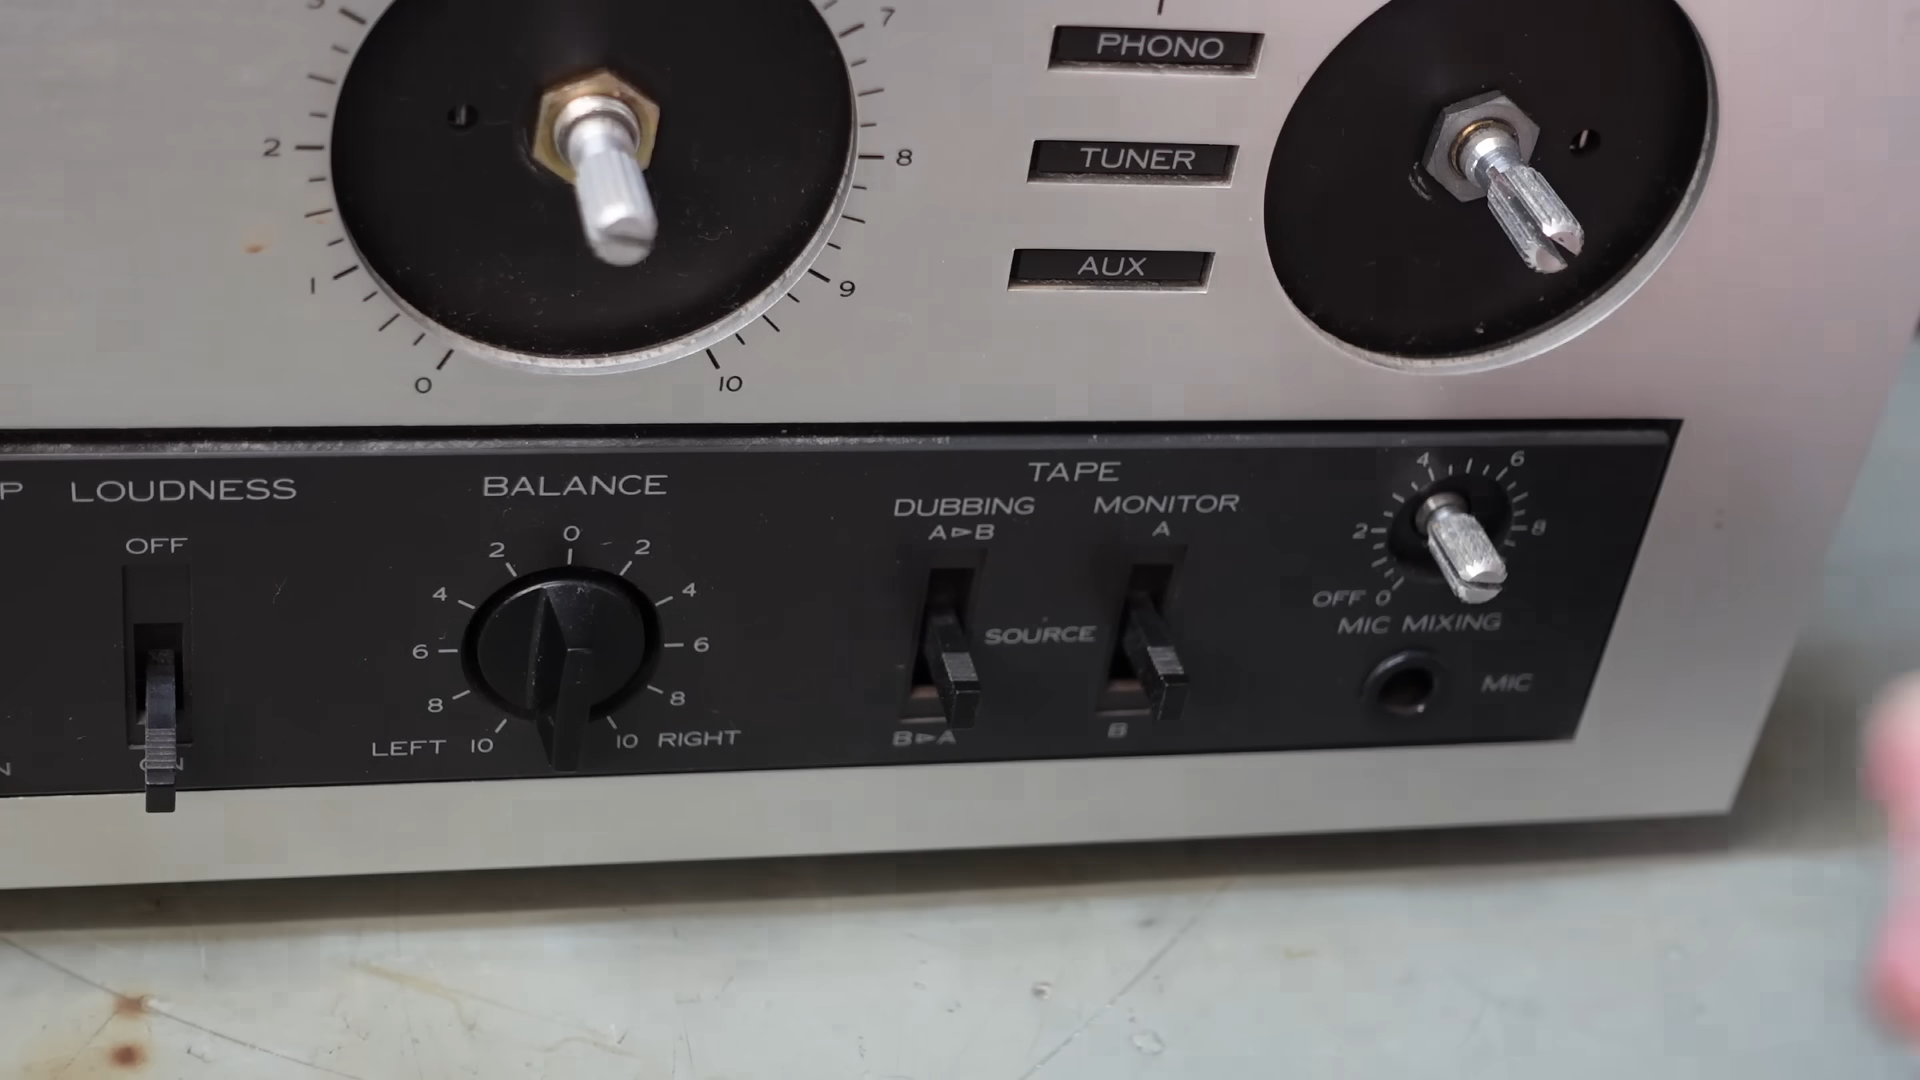 7
PHONO
2
8
TUNER
AUX
1
9
0
10
P
LOUDNESS
OFF
BALANCE
0
2 2
4 4
6 6
8 8
LEFT 10 10 RIGHT
TAPE
DUBBING MONITOR
A▻B A
SOURCE
B▻A B
4 6
2 8
OFF 0
MIC MIXING
MIC
N